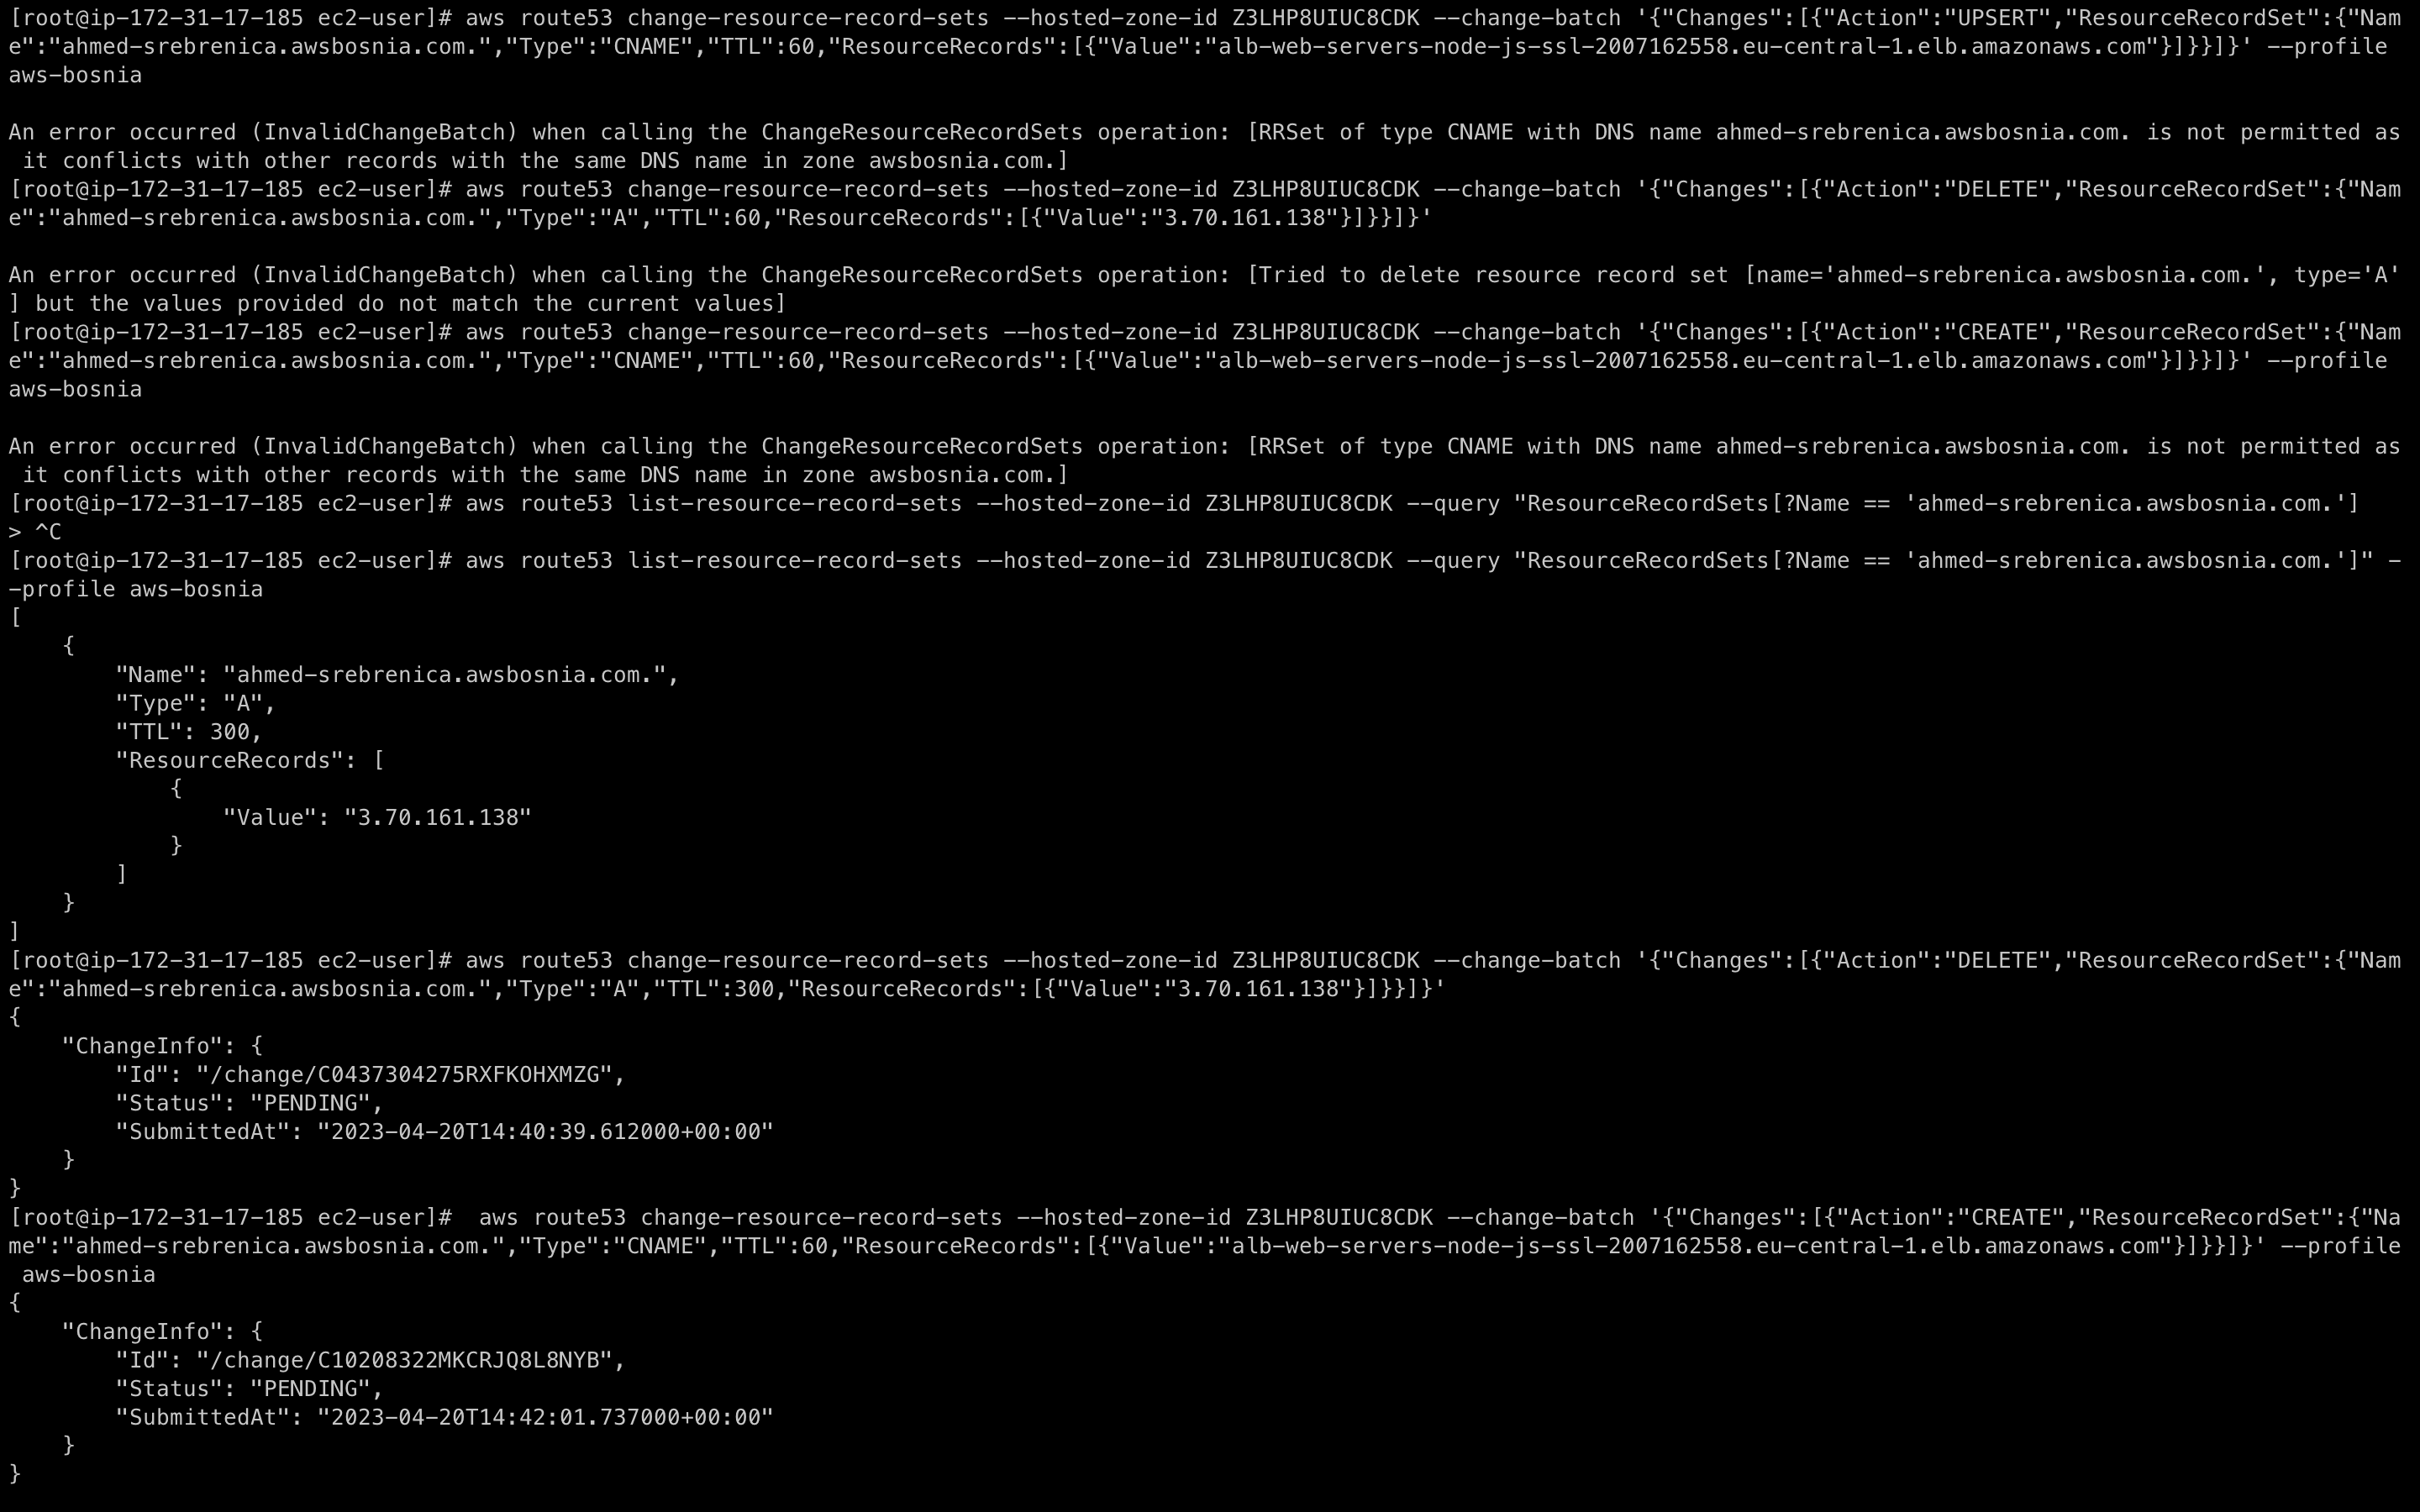 [root@ip-172-31-17-185 ec2-user]# aws route53 change-resource-record-sets --hosted-zone-id Z3LHP8UIUC8CDK --change-batch '{"Changes":[{"Action":"UPSERT","ResourceRecordSet":{"Nam
e":"ahmed-srebrenica.awsbosnia.com.","Type":"CNAME","TTL":60,"ResourceRecords":[{"Value":"alb-web-servers-node-js-ssl-2007162558.eu-central-1.elb.amazonaws.com"}]}}]}' --profile
aws-bosnia

An error occurred (InvalidChangeBatch) when calling the ChangeResourceRecordSets operation: [RRSet of type CNAME with DNS name ahmed-srebrenica.awsbosnia.com. is not permitted as
 it conflicts with other records with the same DNS name in zone awsbosnia.com.]
[root@ip-172-31-17-185 ec2-user]# aws route53 change-resource-record-sets --hosted-zone-id Z3LHP8UIUC8CDK --change-batch '{"Changes":[{"Action":"DELETE","ResourceRecordSet":{"Nam
e":"ahmed-srebrenica.awsbosnia.com.","Type":"A","TTL":60,"ResourceRecords":[{"Value":"3.70.161.138"}]}}]}'

An error occurred (InvalidChangeBatch) when calling the ChangeResourceRecordSets operation: [Tried to delete resource record set [name='ahmed-srebrenica.awsbosnia.com.', type='A'
] but the values provided do not match the current values]
[root@ip-172-31-17-185 ec2-user]# aws route53 change-resource-record-sets --hosted-zone-id Z3LHP8UIUC8CDK --change-batch '{"Changes":[{"Action":"CREATE","ResourceRecordSet":{"Nam
e":"ahmed-srebrenica.awsbosnia.com.","Type":"CNAME","TTL":60,"ResourceRecords":[{"Value":"alb-web-servers-node-js-ssl-2007162558.eu-central-1.elb.amazonaws.com"}]}}]}' --profile
aws-bosnia

An error occurred (InvalidChangeBatch) when calling the ChangeResourceRecordSets operation: [RRSet of type CNAME with DNS name ahmed-srebrenica.awsbosnia.com. is not permitted as
 it conflicts with other records with the same DNS name in zone awsbosnia.com.]
[root@ip-172-31-17-185 ec2-user]# aws route53 list-resource-record-sets --hosted-zone-id Z3LHP8UIUC8CDK --query "ResourceRecordSets[?Name == 'ahmed-srebrenica.awsbosnia.com.']
> ^C
[root@ip-172-31-17-185 ec2-user]# aws route53 list-resource-record-sets --hosted-zone-id Z3LHP8UIUC8CDK --query "ResourceRecordSets[?Name == 'ahmed-srebrenica.awsbosnia.com.']" -
-profile aws-bosnia
[
    {
        "Name": "ahmed-srebrenica.awsbosnia.com.",
        "Type": "A",
        "TTL": 300,
        "ResourceRecords": [
            {
                "Value": "3.70.161.138"
            }
        ]
    }
]
[root@ip-172-31-17-185 ec2-user]# aws route53 change-resource-record-sets --hosted-zone-id Z3LHP8UIUC8CDK --change-batch '{"Changes":[{"Action":"DELETE","ResourceRecordSet":{"Nam
e":"ahmed-srebrenica.awsbosnia.com.","Type":"A","TTL":300,"ResourceRecords":[{"Value":"3.70.161.138"}]}}]}'
{
    "ChangeInfo": {
        "Id": "/change/C0437304275RXFKOHXMZG",
        "Status": "PENDING",
        "SubmittedAt": "2023-04-20T14:40:39.612000+00:00"
    }
}
[root@ip-172-31-17-185 ec2-user]#  aws route53 change-resource-record-sets --hosted-zone-id Z3LHP8UIUC8CDK --change-batch '{"Changes":[{"Action":"CREATE","ResourceRecordSet":{"Na
me":"ahmed-srebrenica.awsbosnia.com.","Type":"CNAME","TTL":60,"ResourceRecords":[{"Value":"alb-web-servers-node-js-ssl-2007162558.eu-central-1.elb.amazonaws.com"}]}}]}' --profile
 aws-bosnia
{
    "ChangeInfo": {
        "Id": "/change/C10208322MKCRJQ8L8NYB",
        "Status": "PENDING",
        "SubmittedAt": "2023-04-20T14:42:01.737000+00:00"
    }
}